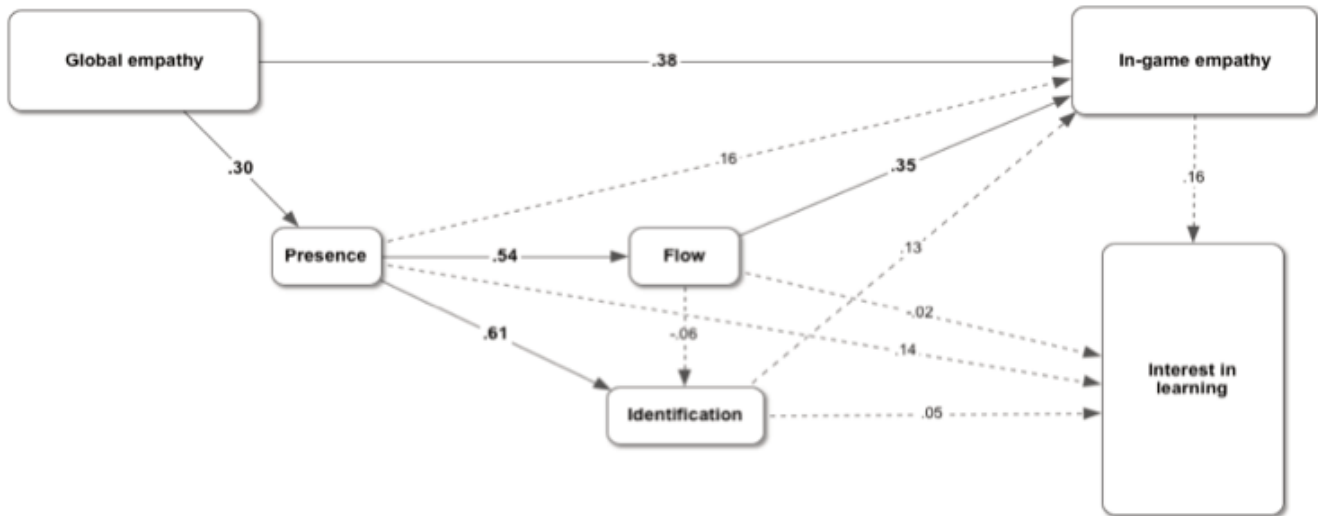 Global empathy
.38
In-game empathy
.30
.16
.35
.16
Presence
.54
Flow
.13
-.02
.61
-.06
.14
Interest in
learning
Identification
.05